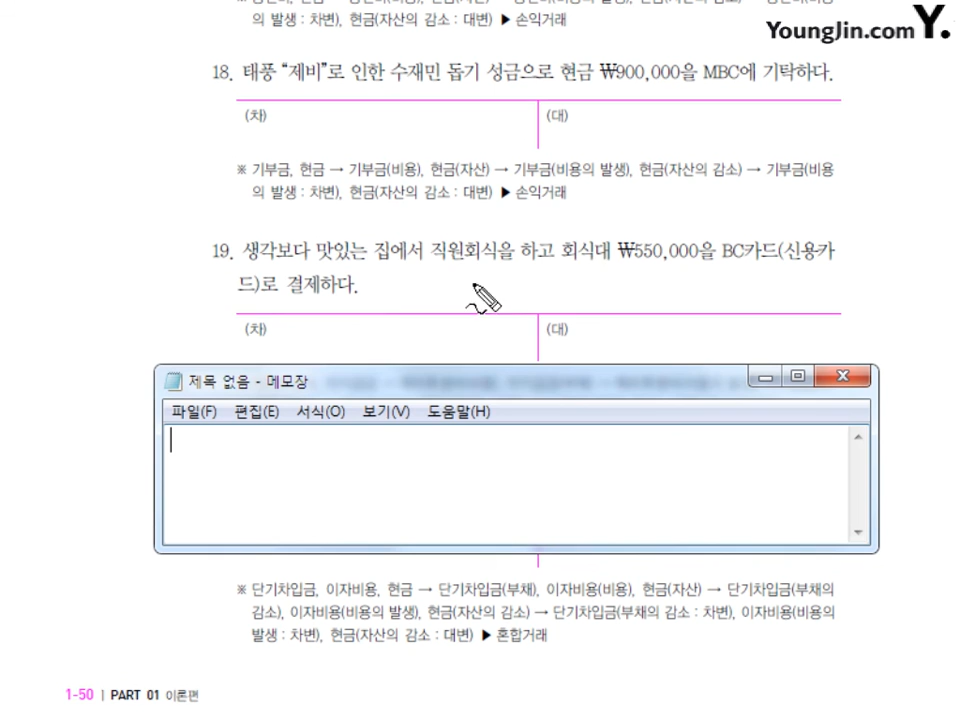 의 발생 : 차변), 현금(자산의 감소 : 대변) ▶ 손익거래
YoungJin.com Y.
18. 태풍 “제비”로 인한 수재민 돕기 성금으로 현금 ₩900,000을 MBC에 기탁하다.
(차) (대)
※ 기부금, 현금 → 기부금(비용), 현금(자산) → 기부금(비용의 발생), 현금(자산의 감소) → 기부금(비용
의 발생 : 차변), 현금(자산의 감소 : 대변) ▶ 손익거래
19. 생각보다 맛있는 집에서 직원회식을 하고 회식대 ₩550,000을 BC카드(신용카
드)로 결제하다.
(차) (대)
제목 없음 - 메모장
파일(F) 편집(E) 서식(O) 보기(V) 도움말(H)
※ 단기차입금, 이자비용, 현금 → 단기차입금(부채), 이자비용(비용), 현금(자산) → 단기차입금(부채의
감소), 이자비용(비용의 발생), 현금(자산의 감소) → 단기차입금(부채의 감소 : 차변), 이자비용(비용의
발생 : 차변), 현금(자산의 감소 : 대변) ▶ 혼합거래
1-50 | PART 01 이론편